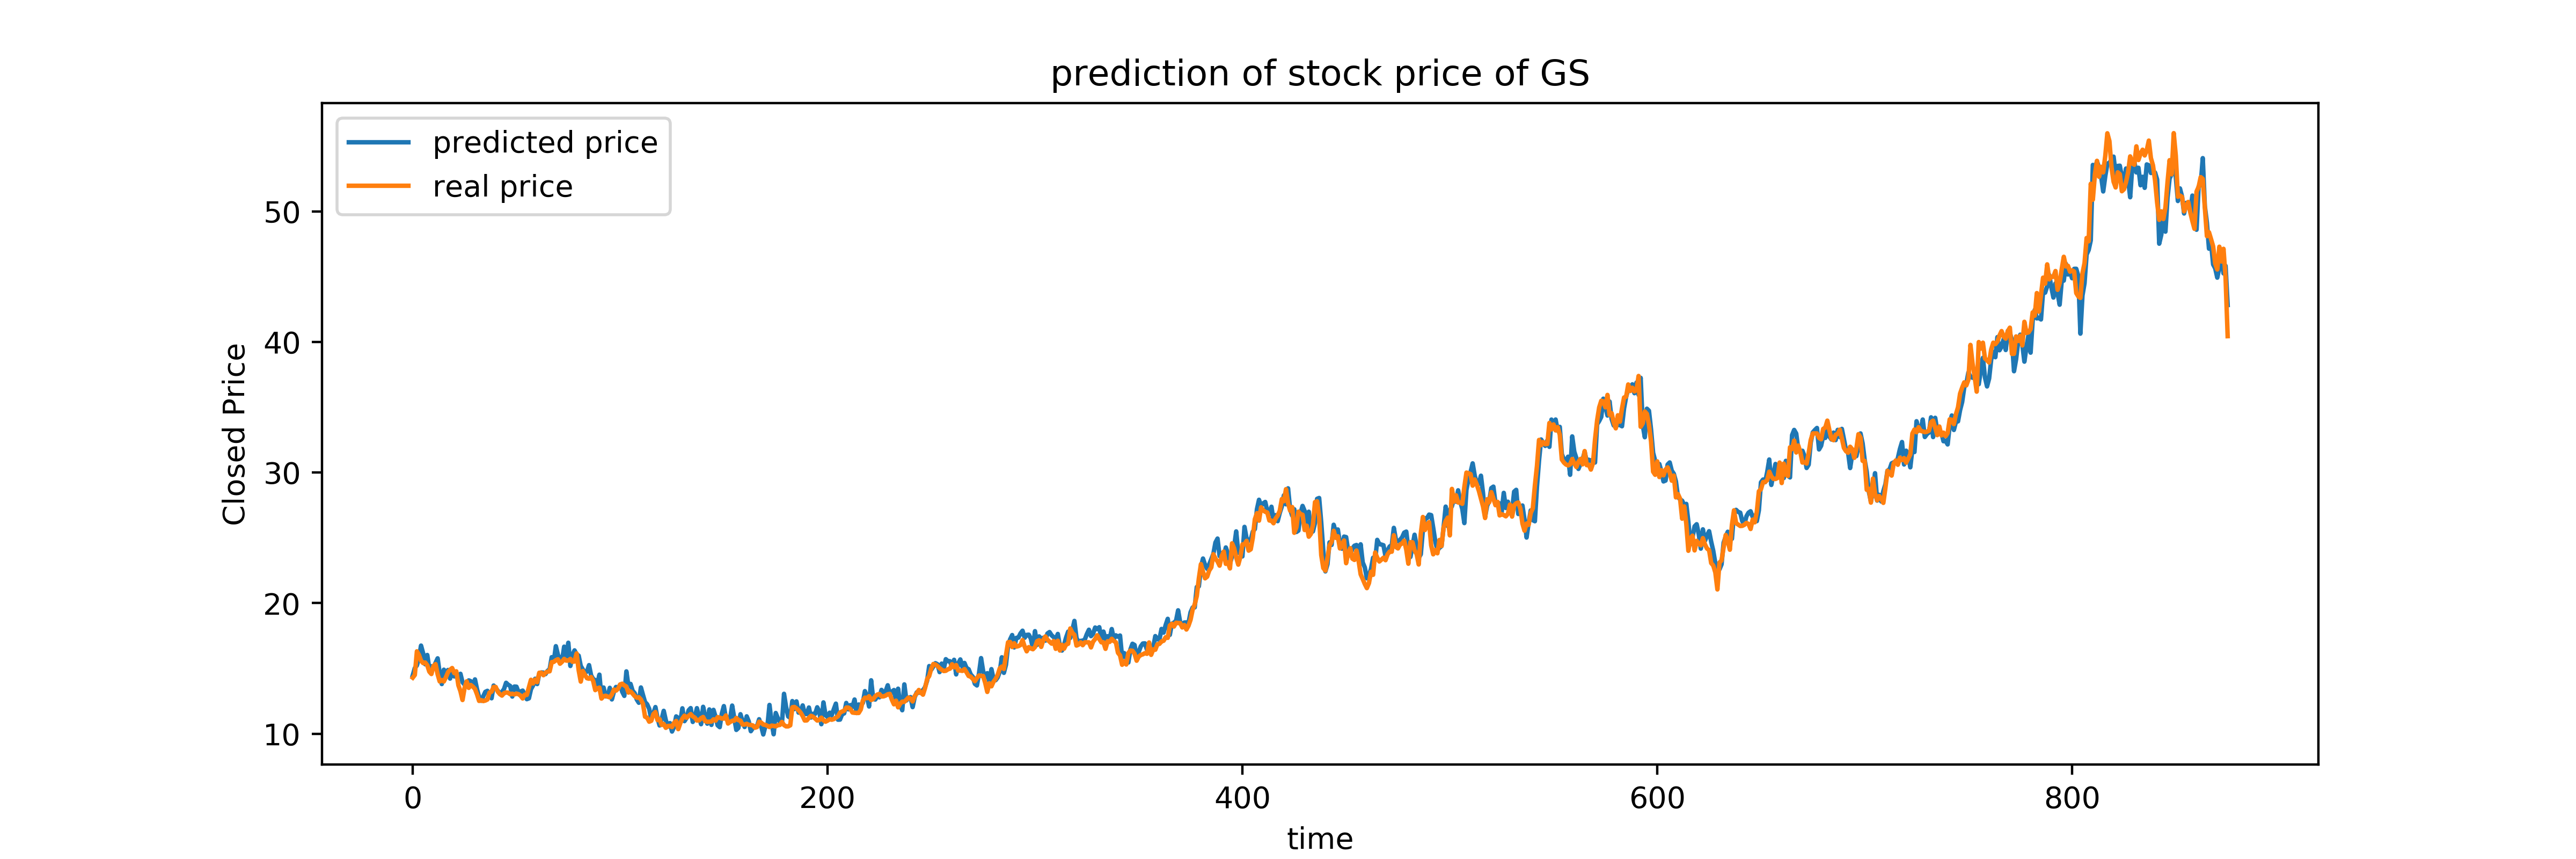 prediction of stock price of GS
predicted price
real price
Closed Price
50
40
30
20
10
0 200 400 600 800
time